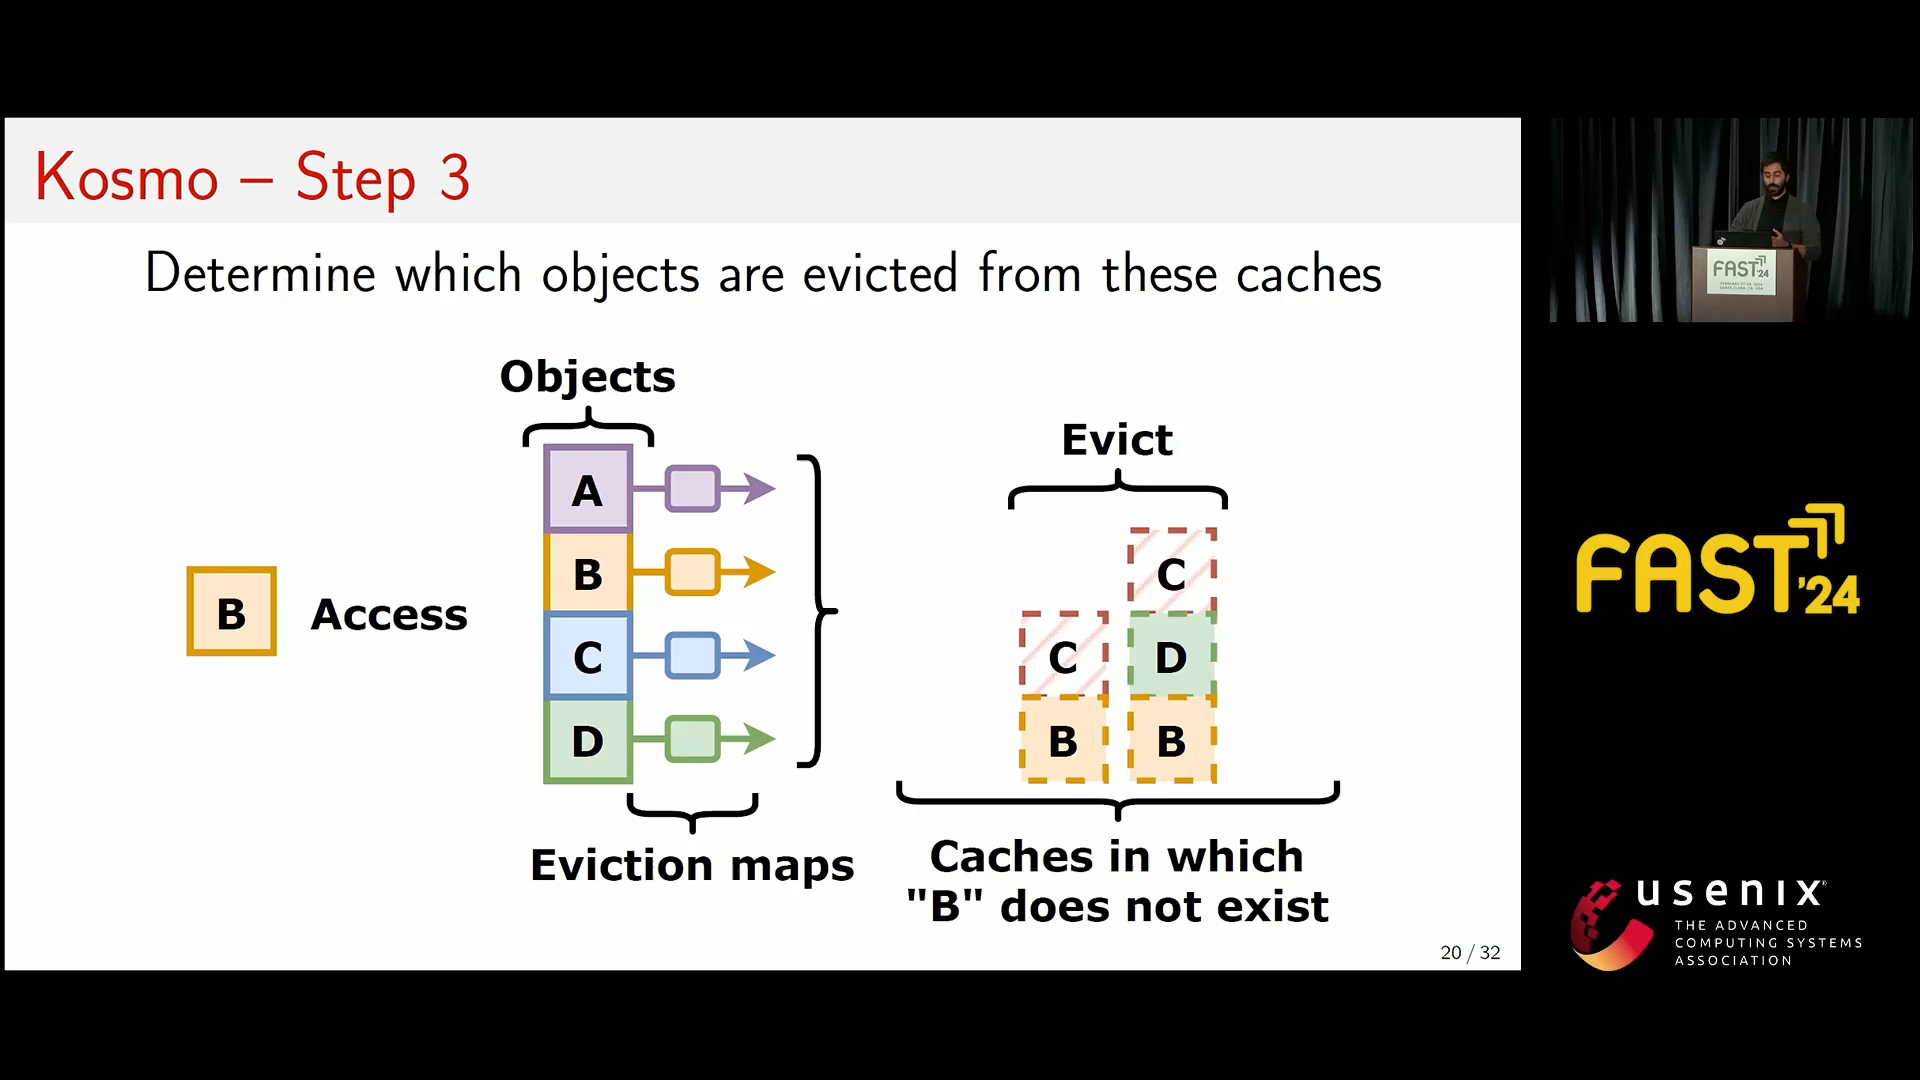 Kosmo – Step 3
Determine which objects are evicted from these caches
Objects
A
B
C
D
B
Access
Eviction maps
Evict
C
C
D
B
B
Caches in which
"B" does not exist
20 / 32
FAST '24
FAST '24
usenix
THE ADVANCED
COMPUTING SYSTEMS
ASSOCIATION